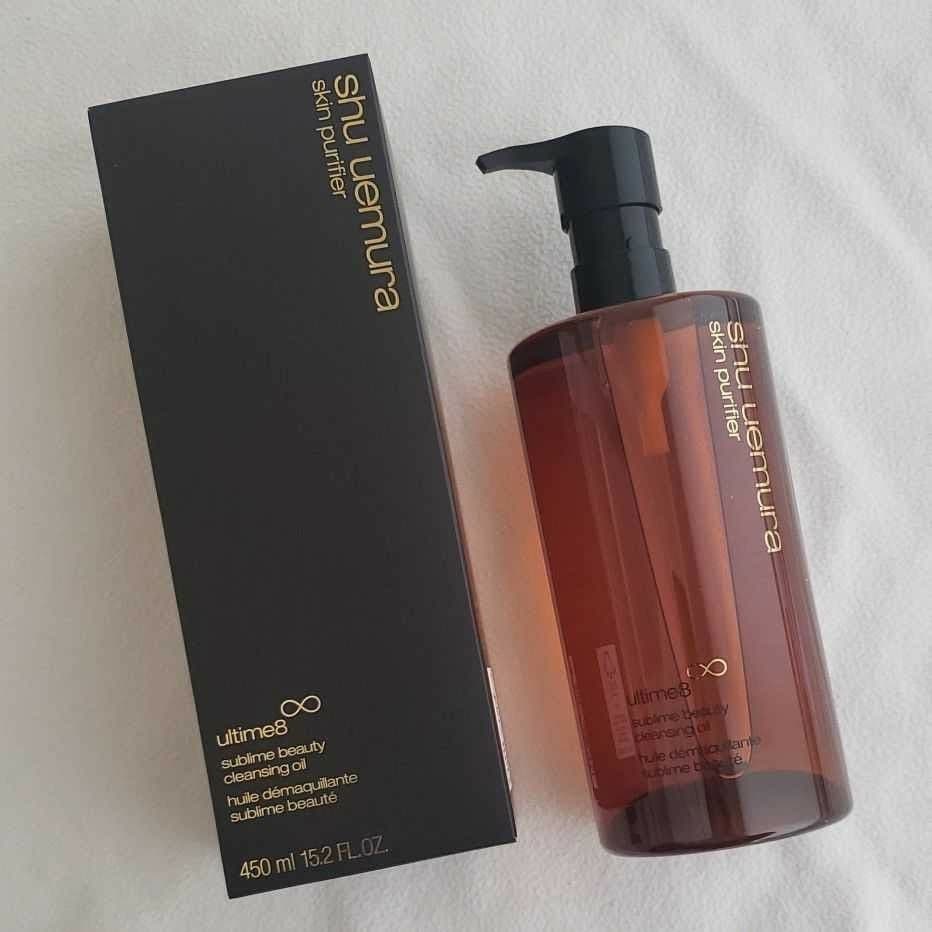 shu uemura
skin purifier
ultime8
sublime beauty
cleansing oil
huile démaquillante
sublime beauté
450 ml 15.2 FL.OZ.
shu uemura
skin purifier
ultime8
sublime beauty
cleansing oil
huile démaquillante
sublime beauté